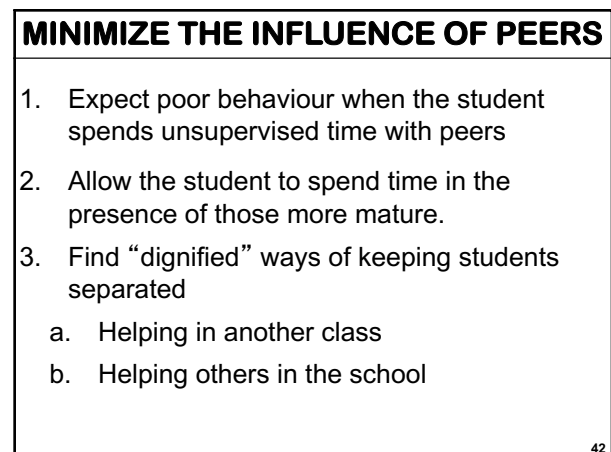 MINIMIZE THE INFLUENCE OF PEERS
1. Expect poor behaviour when the student
spends unsupervised time with peers
2. Allow the student to spend time in the
presence of those more mature.
3. Find “dignified” ways of keeping students
separated
a. Helping in another class
b. Helping others in the school
42